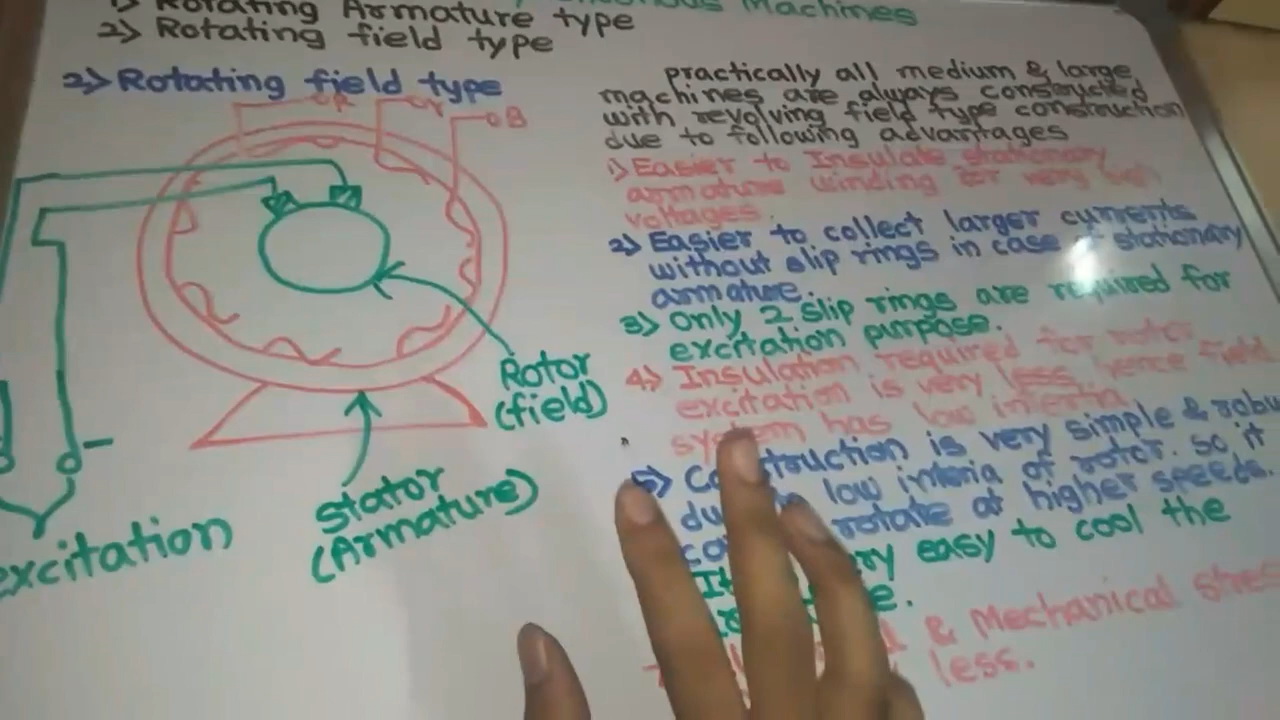 1) Rotating Armature type
Machines
2) Rotating field type
2) Rotating field type
R
Y
B
Rotor
(field)
Stator
(Armature)
excitation
practically all medium & large
machines are always constructed
with revolving field type construction
due to following advantages
1) Easier to Insulate stationary
armature winding for very high
voltages.
2) Easier to collect larger currents
without slip rings in case of stationary
armature.
3) only 2 slip rings are required for
excitation purpose.
4) Insulation required for rotor
excitation is very less, hence field
system has low intertia
5) Construction is very simple & robu
low interia of rotor. so it
rotate at higher speeds.
It easy to cool the
& Mechanical stress
less.